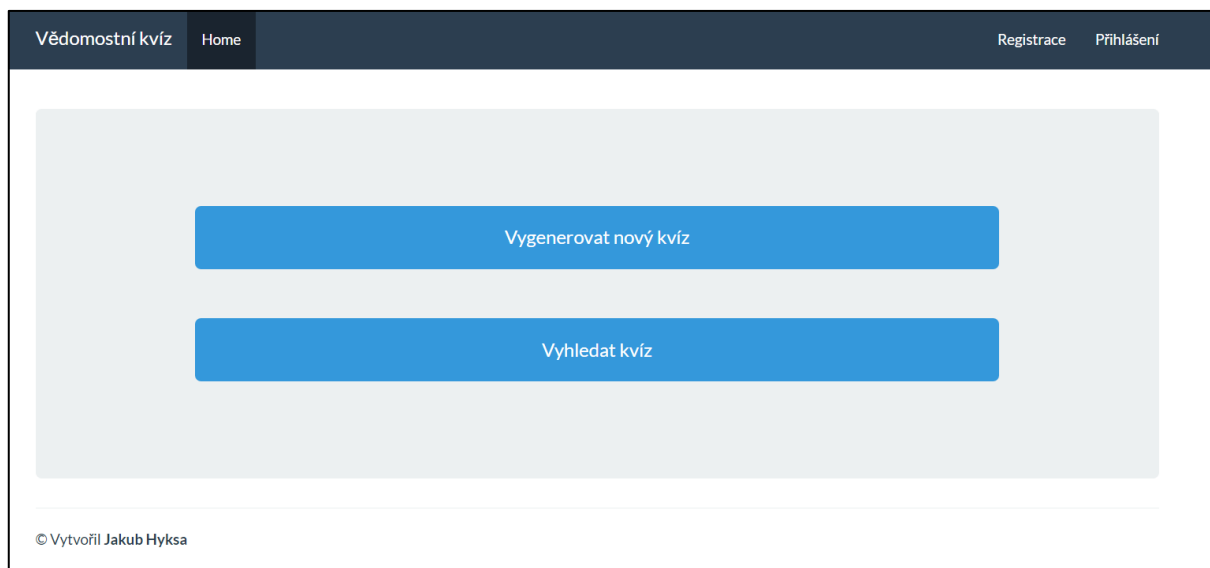 Vědomostní kvíz Home Registrace Přihlášení
Vygenerovat nový kvíz
Vyhledat kvíz
© Vytvořil Jakub Hyksa